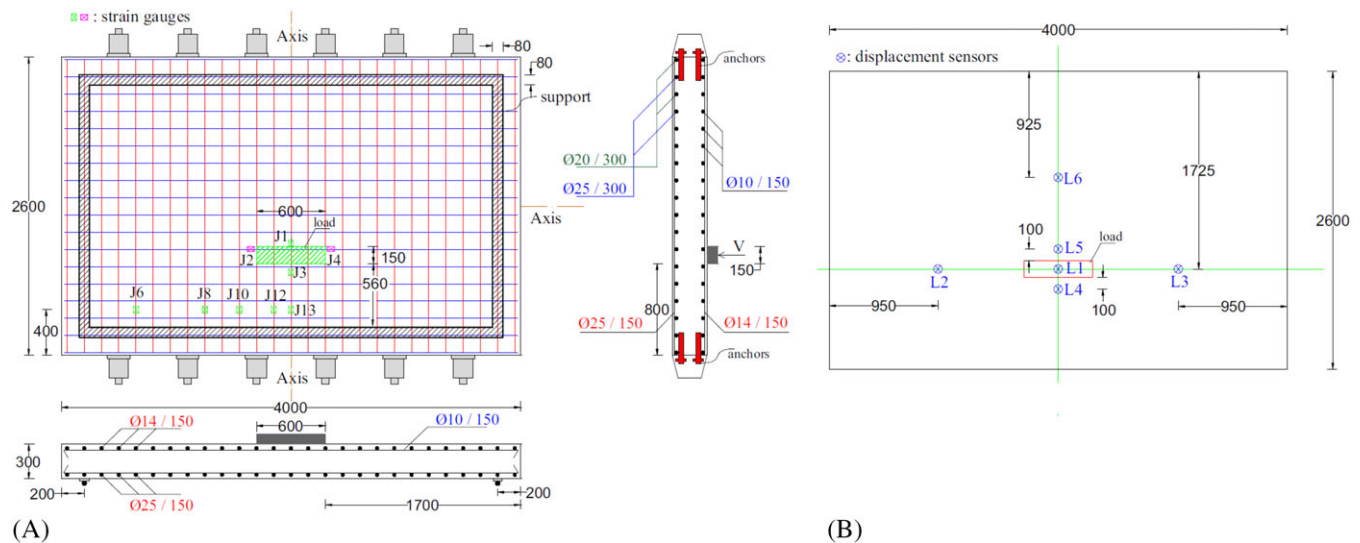 : strain gauges
Axis
80
80
support
2600
600
load
J1
J2
J4
J3
150
560
Axis
J6
J8
J10
J12
J13
400
Axis
anchors
Ø20 / 300
Ø25 / 300
Ø10 / 150
V
150
800
Ø25 / 150
Ø14 / 150
anchors
4000
Ø14 / 150
600
Ø10 / 150
300
200
Ø25 / 150
1700
200
(A)
4000
: displacement sensors
925
1725
L6
2600
100
L5
load
L2
L1
L3
L4
950
100
950
(B)